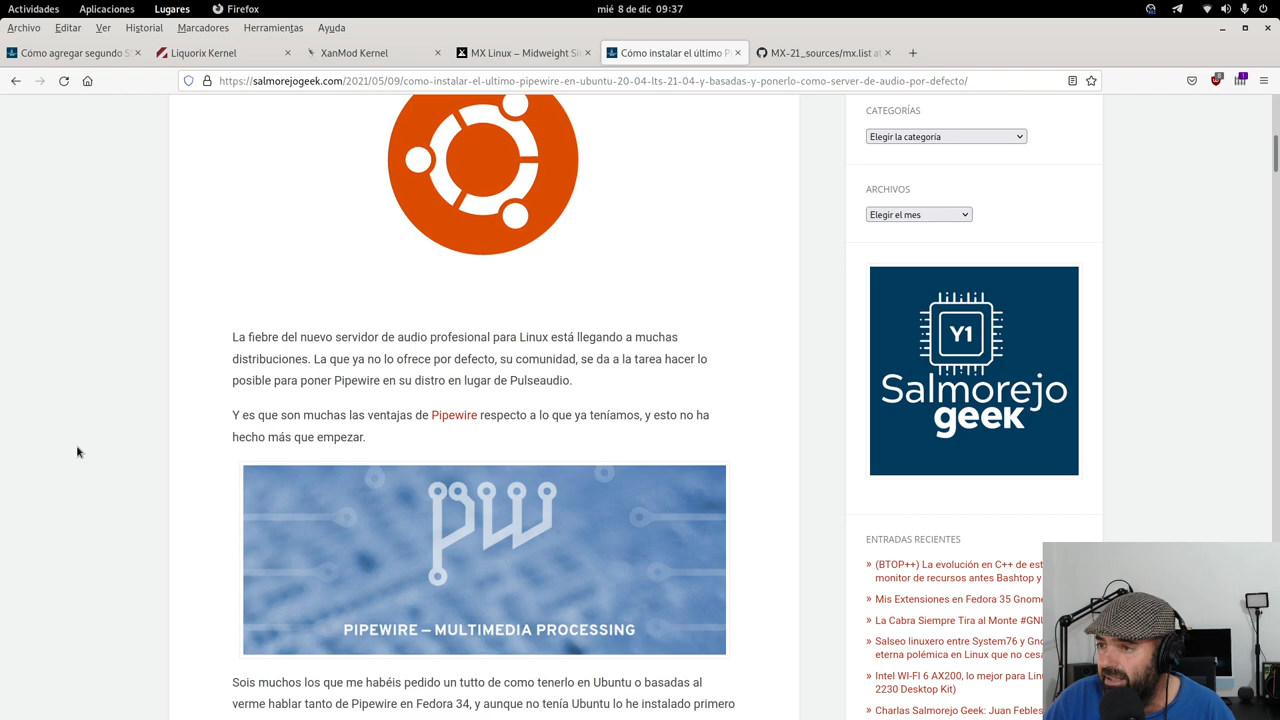 Actividades Aplicaciones Lugares Firefox mié 8 de dic 09:37
Archivo Editar Ver Historial Marcadores Herramientas Ayuda
Cómo agregar segundo S Liquorix Kernel XanMod Kernel MX Linux – Midweight Si Cómo instalar el último P MX-21_sources/mx.list at
https://salmorejogeek.com/2021/05/09/como-instalar-el-ultimo-pipewire-en-ubuntu-20-04-lts-21-04-y-basadas-y-ponerlo-como-server-de-audio-por-defecto/
La fiebre del nuevo servidor de audio profesional para Linux está llegando a muchas
distribuciones. La que ya no lo ofrece por defecto, su comunidad, se da a la tarea hacer lo
posible para poner Pipewire en su distro en lugar de Pulseaudio.
Y es que son muchas las ventajas de Pipewire respecto a lo que ya teníamos, y esto no ha
hecho más que empezar.
pw
PIPEWIRE – MULTIMEDIA PROCESSING
Sois muchos los que me habéis pedido un tutto de como tenerlo en Ubuntu o basadas al
verme hablar tanto de Pipewire en Fedora 34, y aunque no tenía Ubuntu lo he instalado primero
CATEGORÍAS
Elegir la categoría
ARCHIVOS
Elegir el mes
Y1
Salmorejo
geek
ENTRADAS RECIENTES
» (BTOP++) La evolución en C++ de est
monitor de recursos antes Bashtop y
» Mis Extensiones en Fedora 35 Gnome
» La Cabra Siempre Tira al Monte #GNU
» Salseo linuxero entre System76 y Gno
eterna polémica en Linux que no cesa
» Intel WI-FI 6 AX200, lo mejor para Lin
2230 Desktop Kit)
» Charlas Salmorejo Geek: Juan Febles